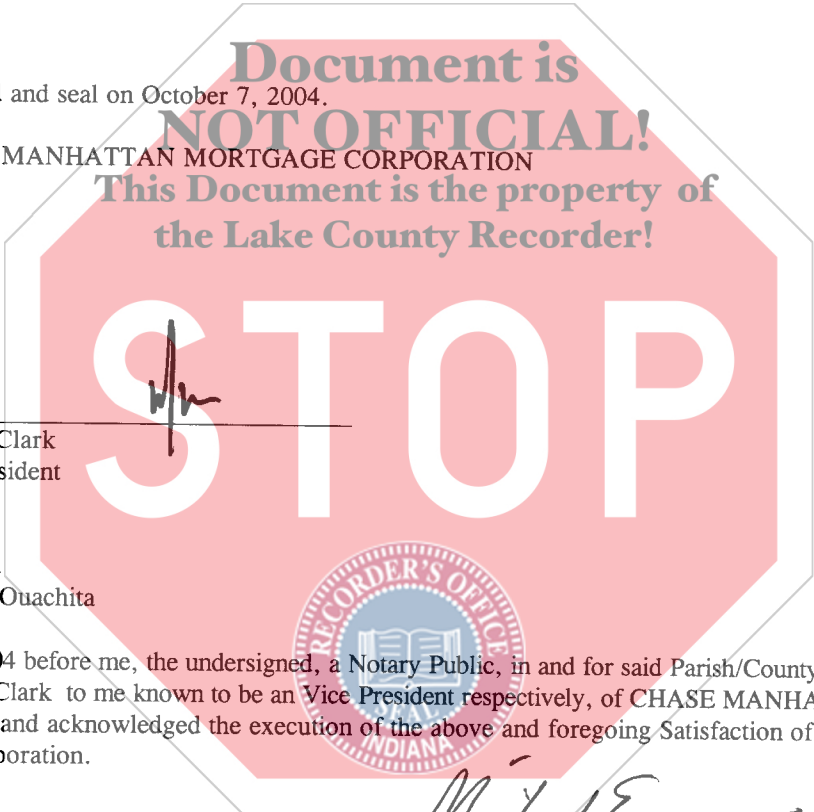 Document is
. and seal on October 7, 2004.
NOT OFFICIAL!
MANHATTAN MORTGAGE CORPORATION
This Document is the property of
the Lake County Recorder!
STOP
Clark
sident
Ouachita
RECORDER'S OFFICE
04 before me, the undersigned, a Notary Public, in and for said Parish/County
Clark to me known to be an Vice President respectively, of CHASE MANHA
SEAL
and acknowledged the execution of the above and foregoing Satisfaction of
INDIANA
poration.